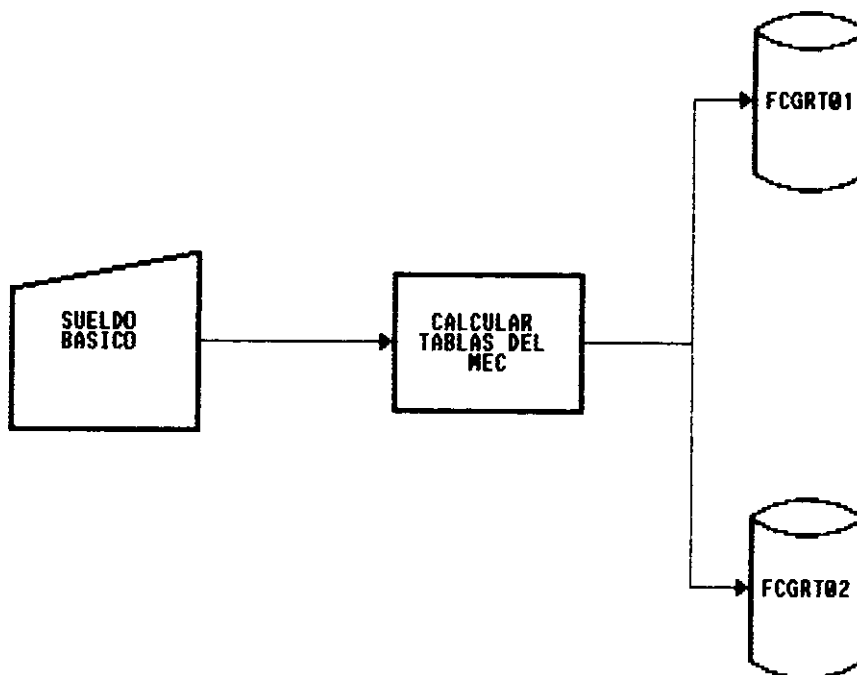 FCGRT01
SUELDO
BASICO
CALCULAR
TABLAS DEL
MEC
FCGRT02